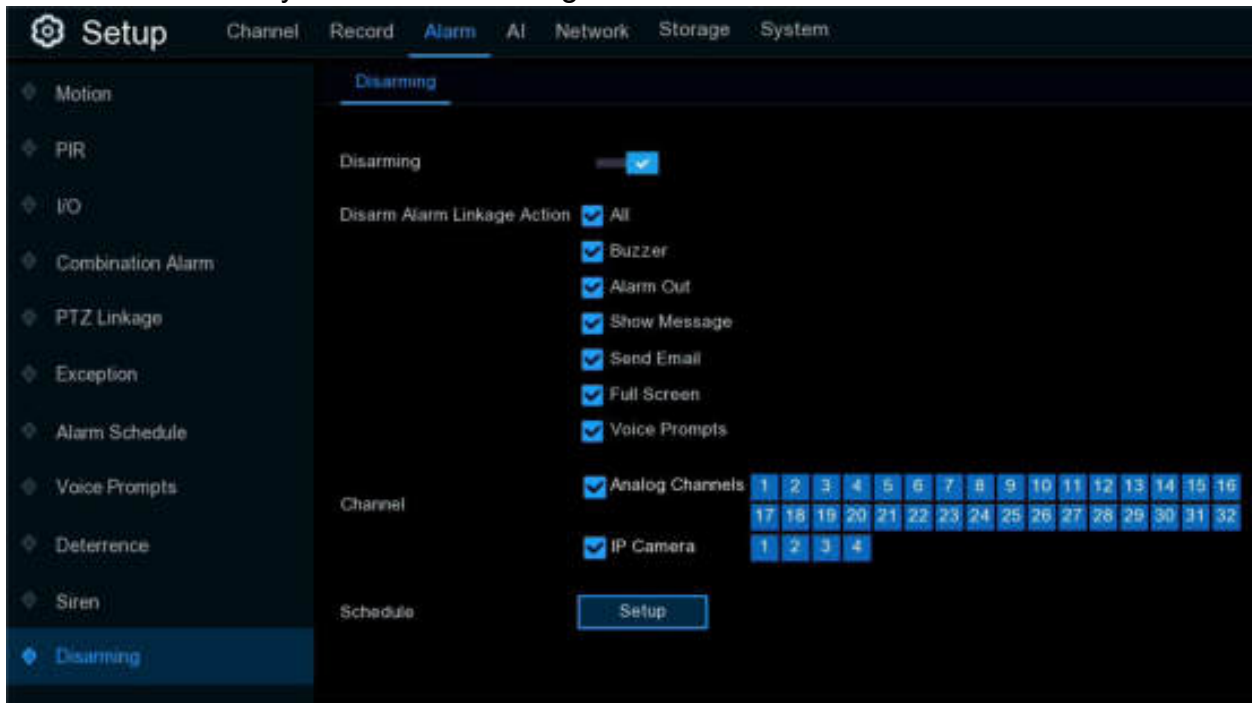 Setup Channel Record Alarm AI Network Storage System
Motion
PIR
I/O
Combination Alarm
PTZ Linkage
Exception
Alarm Schedule
Voice Prompts
Deterrence
Siren
Disarming
Disarming
Disarming
Disarm Alarm Linkage Action All
Buzzer
Alarm Out
Show Message
Send Email
Full Screen
Voice Prompts
Channel
Analog Channels 1 2 3 4 5 6 7 8 9 10 11 12 13 14 15 16
17 18 19 20 21 22 23 24 25 26 27 28 29 30 31 32
IP Camera 1 2 3 4
Schedule Setup